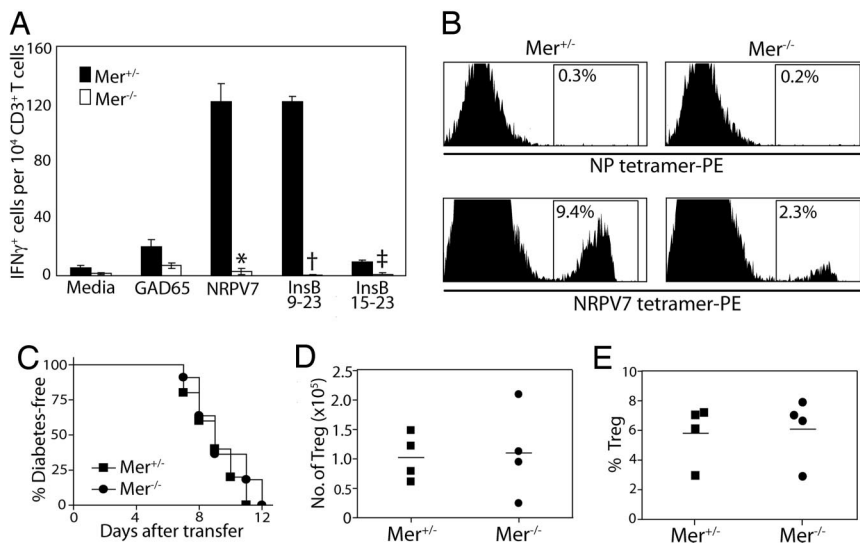 A
IFNγ⁺ cells per 10⁴ CD3⁺ T cells
160
120
80
40
0
Mer⁺/⁻
Mer⁻/⁻
*
†
‡
Media
GAD65
NRPV7
InsB
9-23
InsB
15-23
B
Mer⁺/⁻
Mer⁻/⁻
0.3%
0.2%
NP tetramer-PE
9.4%
2.3%
NRPV7 tetramer-PE
C
% Diabetes-free
100
75
50
25
0
Mer⁺/⁻
Mer⁻/⁻
0
4
8
12
Days after transfer
D
No. of Treg (x10⁵)
2.5
2.0
1.5
1.0
0.5
0
Mer⁺/⁻
Mer⁻/⁻
E
% Treg
10
8
6
4
2
0
Mer⁺/⁻
Mer⁻/⁻